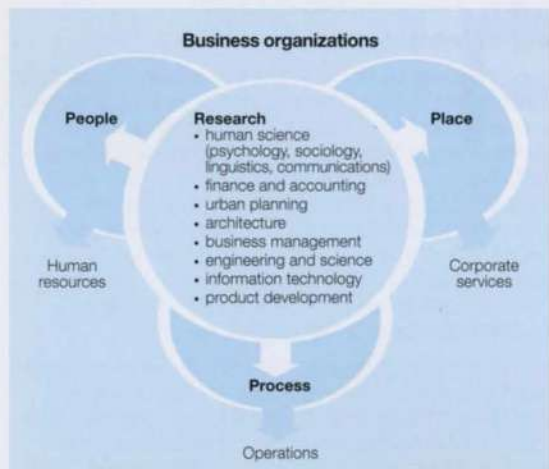 Business organizations
People
Research
• human science
(psychology, sociology,
linguistics, communications)
• finance and accounting
• urban planning
• architecture
• business management
• engineering and science
• information technology
• product development
Place
Human
resources
Corporate
services
Process
Operations